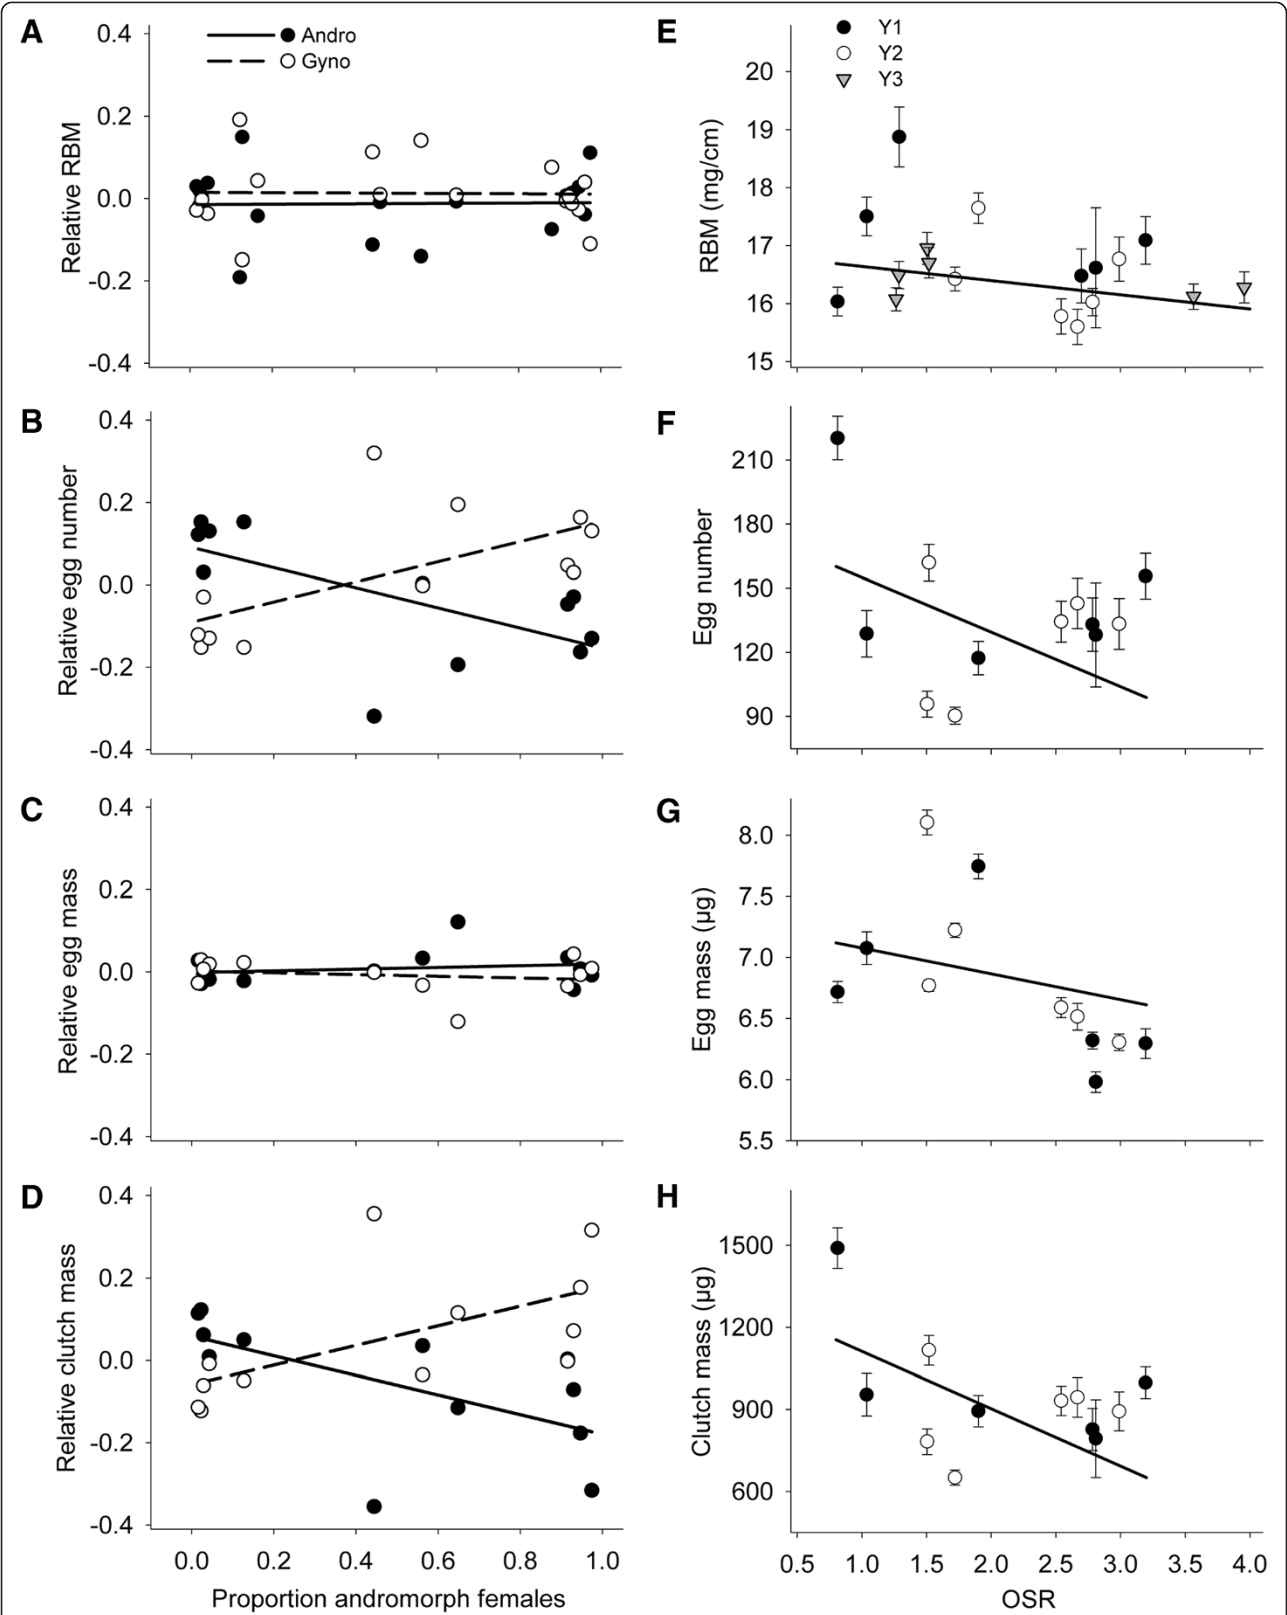 A
0.4
0.2
0.0
-0.2
-0.4
Relative RBM
Andro
Gyno
E
Y1
Y2
Y3
20
19
18
17
16
15
RBM (mg/cm)
B
0.4
0.2
0.0
-0.2
-0.4
Relative egg number
F
210
180
150
120
90
Egg number
C
0.4
0.2
0.0
-0.2
-0.4
Relative egg mass
G
8.0
7.5
7.0
6.5
6.0
5.5
Egg mass (µg)
D
0.4
0.2
0.0
-0.2
-0.4
Relative clutch mass
0.0 0.2 0.4 0.6 0.8 1.0
Proportion andromorph females
H
1500
1200
900
600
Clutch mass (µg)
0.5 1.0 1.5 2.0 2.5 3.0 3.5 4.0
OSR